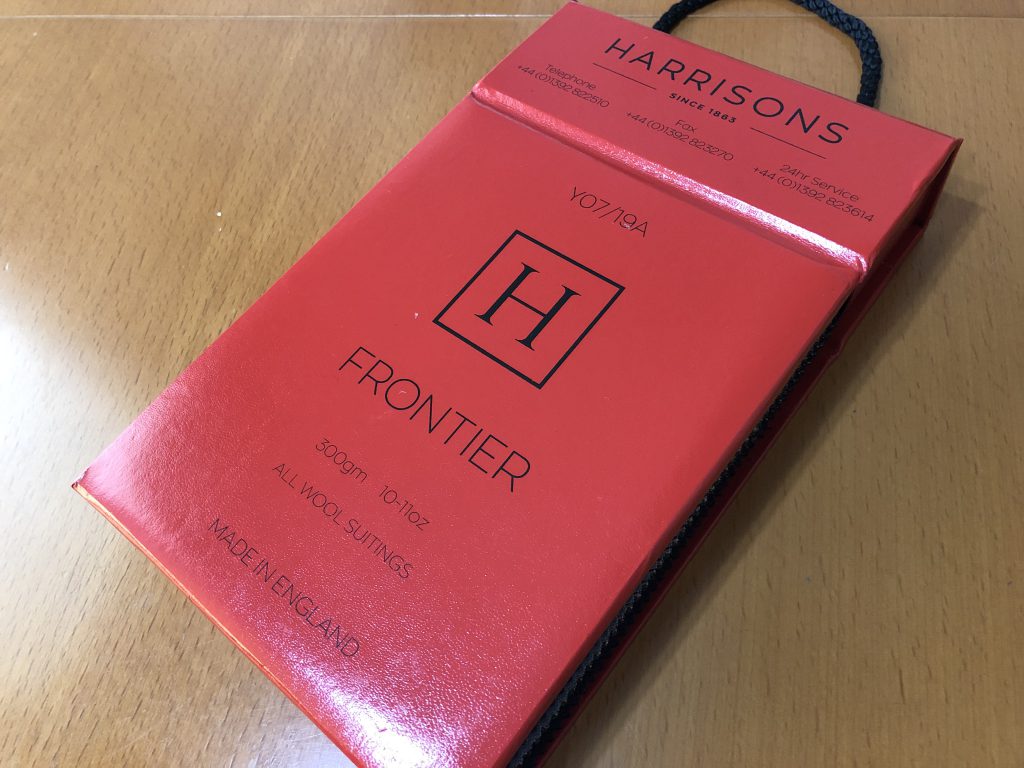 HARRISONS
SINCE 1863
Telephone
+44 (0)1392 822510
Fax
+44 (0)1392 823270
24hr Service
+44 (0)1392 823614
Y07/19A
H
FRONTIER
300gm 10-11oz
ALL WOOL SUITINGS
MADE IN ENGLAND